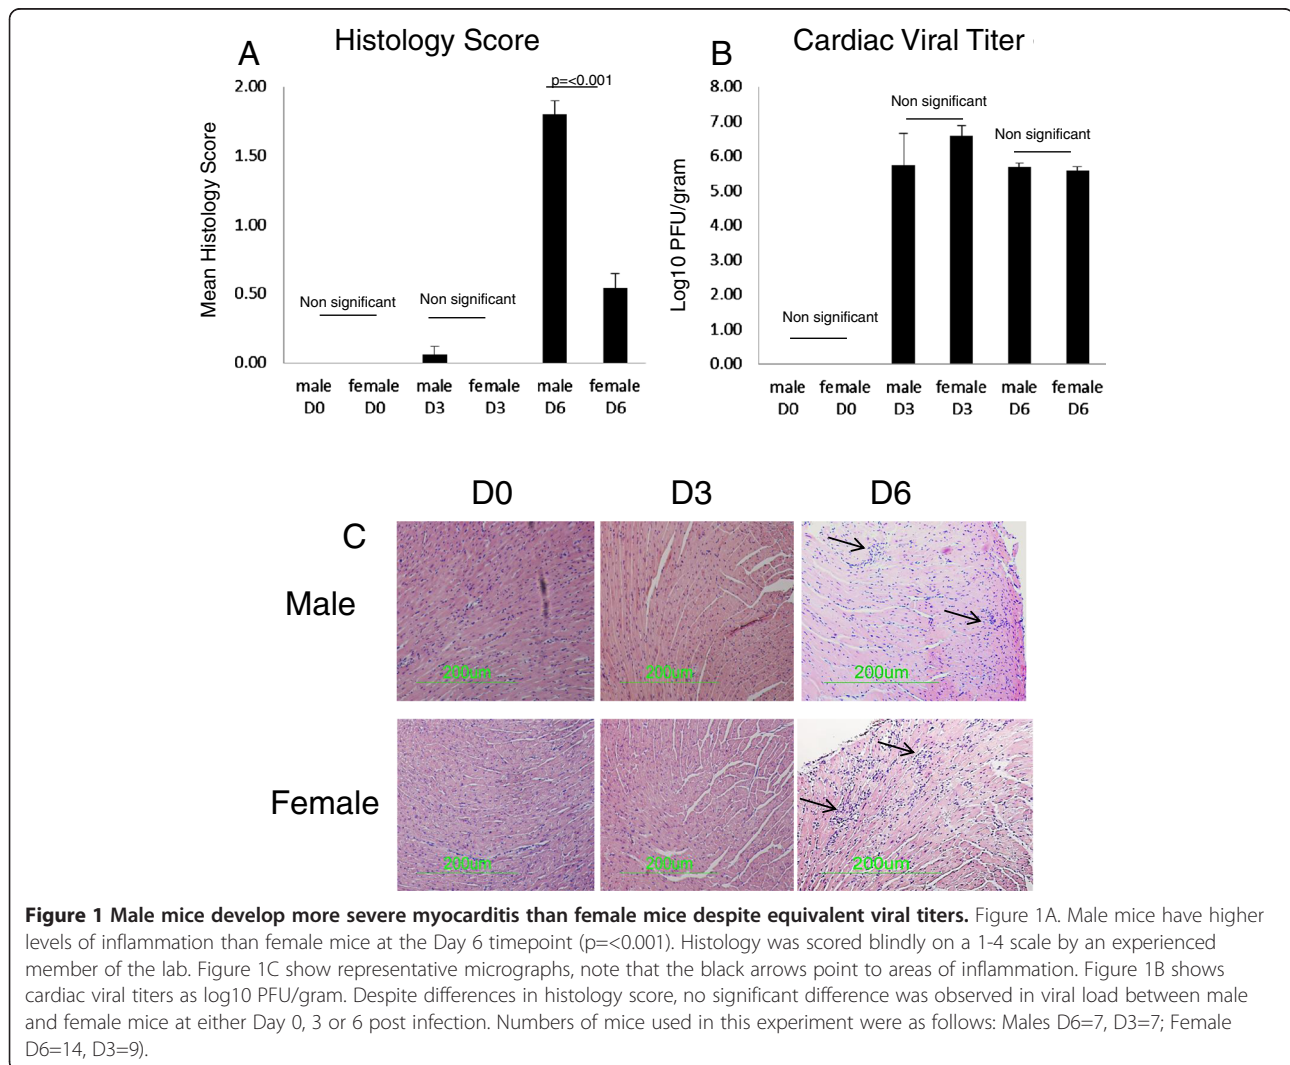 A
Histology Score
2.00
1.50
1.00
0.50
0.00
Mean Histology Score
Non significant
Non significant
p=<0.001
male female male female male female
D0 D0 D3 D3 D6 D6
B
Cardiac Viral Titer
8.00
7.00
6.00
5.00
4.00
3.00
2.00
1.00
0.00
Log10 PFU/gram
Non significant
Non significant
Non significant
male female male female male female
D0 D0 D3 D3 D6 D6
C
D0 D3 D6
Male
200um 200um 200um
Female
200um 200um 200um
Figure 1 Male mice develop more severe myocarditis than female mice despite equivalent viral titers. Figure 1A. Male mice have higher
levels of inflammation than female mice at the Day 6 timepoint (p=<0.001). Histology was scored blindly on a 1-4 scale by an experienced
member of the lab. Figure 1C show representative micrographs, note that the black arrows point to areas of inflammation. Figure 1B shows
cardiac viral titers as log10 PFU/gram. Despite differences in histology score, no significant difference was observed in viral load between male
and female mice at either Day 0, 3 or 6 post infection. Numbers of mice used in this experiment were as follows: Males D6=7, D3=7; Female
D6=14, D3=9).